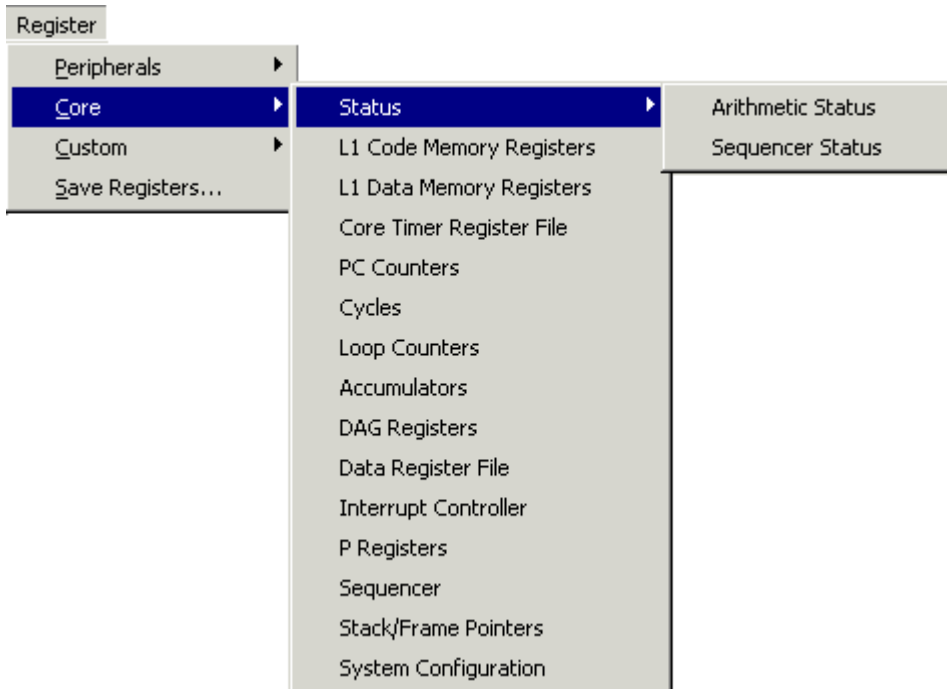 Register
Peripherals
Core
Custom
Save Registers...
Status
L1 Code Memory Registers
L1 Data Memory Registers
Core Timer Register File
PC Counters
Cycles
Loop Counters
Accumulators
DAG Registers
Data Register File
Interrupt Controller
P Registers
Sequencer
Stack/Frame Pointers
System Configuration
Arithmetic Status
Sequencer Status